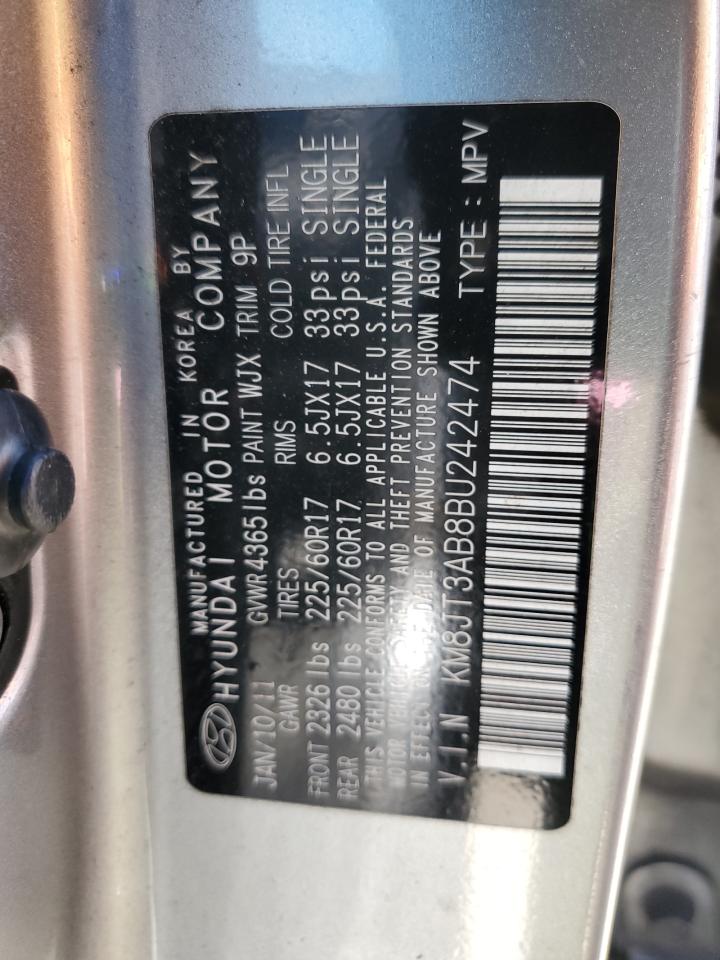 MANUFACTURED IN KOREA BY
HYUNDAI MOTOR COMPANY
JAN/10/11 GVWR 4365 lbs PAINT WJX TRIM 9P
GAWR TIRES RIMS COLD TIRE INFL
FRONT 2326 lbs 225/60R17 6.5JX17 33psi SINGLE
REAR 2480 lbs 225/60R17 6.5JX17 33psi SINGLE
THIS VEHICLE CONFORMS TO ALL APPLICABLE U.S.A. FEDERAL
MOTOR VEHICLE SAFETY AND THEFT PREVENTION STANDARDS
IN EFFECT ON THE DATE OF MANUFACTURE SHOWN ABOVE
V.I.N KM8JT3AB8BU242474 TYPE : MPV